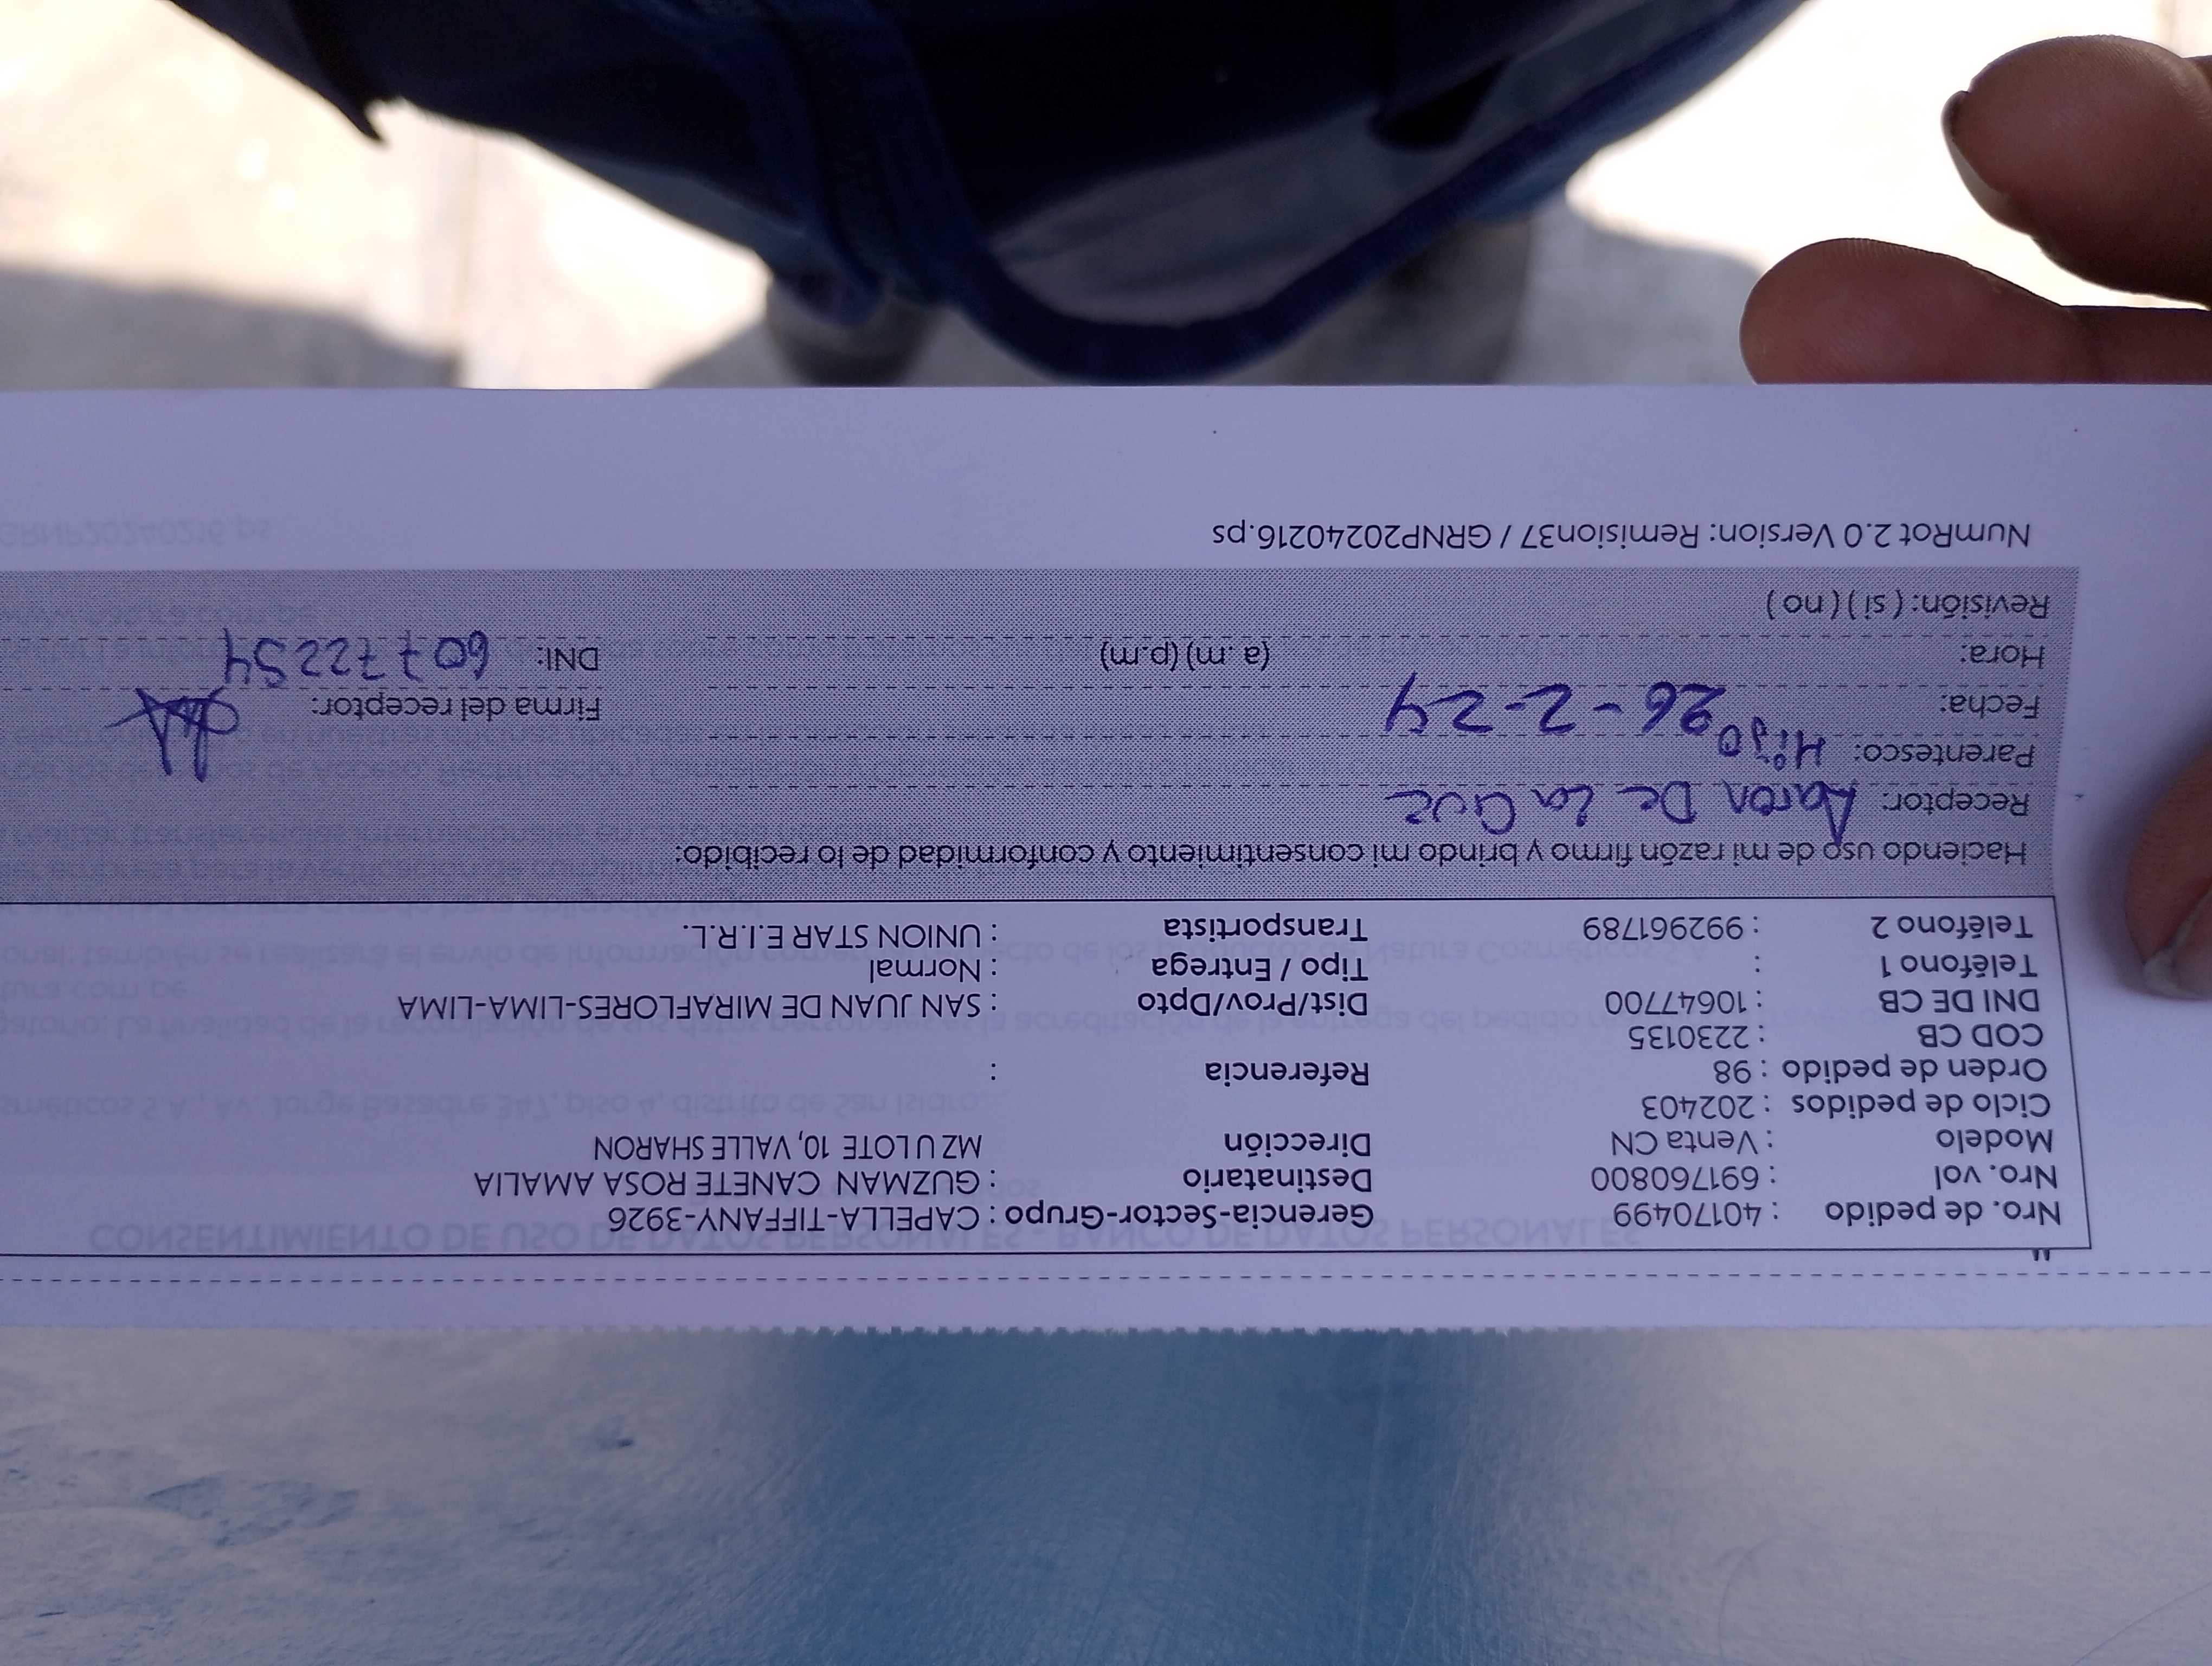 Nro. de pedido : 40170499 Gerencia-Sector-Grupo : CAPELLA-TIFFANY-3926
Nro. vol : 691760800 Destinatario : GUZMAN CANETE ROSA AMALIA
Modelo : Venta CN Dirección MZ U LOTE 10, VALLE SHARON
Ciclo de pedidos : 202403
Orden de pedido : 98 Referencia :
COD CB : 2230135
DNI DE CB : 10647700 Dist/Prov/Dpto : SAN JUAN DE MIRAFLORES-LIMA-LIMA
Teléfono 1 : Tipo / Entrega : Normal
Teléfono 2 : 992961789 Transportista : UNION STAR E.I.R.L.
Haciendo uso de mi razón firmo y brindo mi consentimiento y conformidad de lo recibido:
Receptor: Aaron De La Cruz
Parentesco: Hijo
Fecha: 26-2-24 Firma del receptor:
Hora: (a.m) (p.m) DNI: 60772254
Revisión: ( si ) ( no )
NumRot 2.0 Version: Remision37 / GRNP20240216.ps